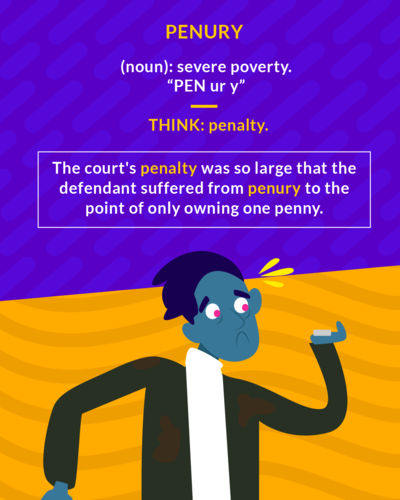 PENURY
(noun): severe poverty.
“PEN ur y”
THINK: penalty.
The court's penalty was so large that the
defendant suffered from penury to the
point of only owning one penny.